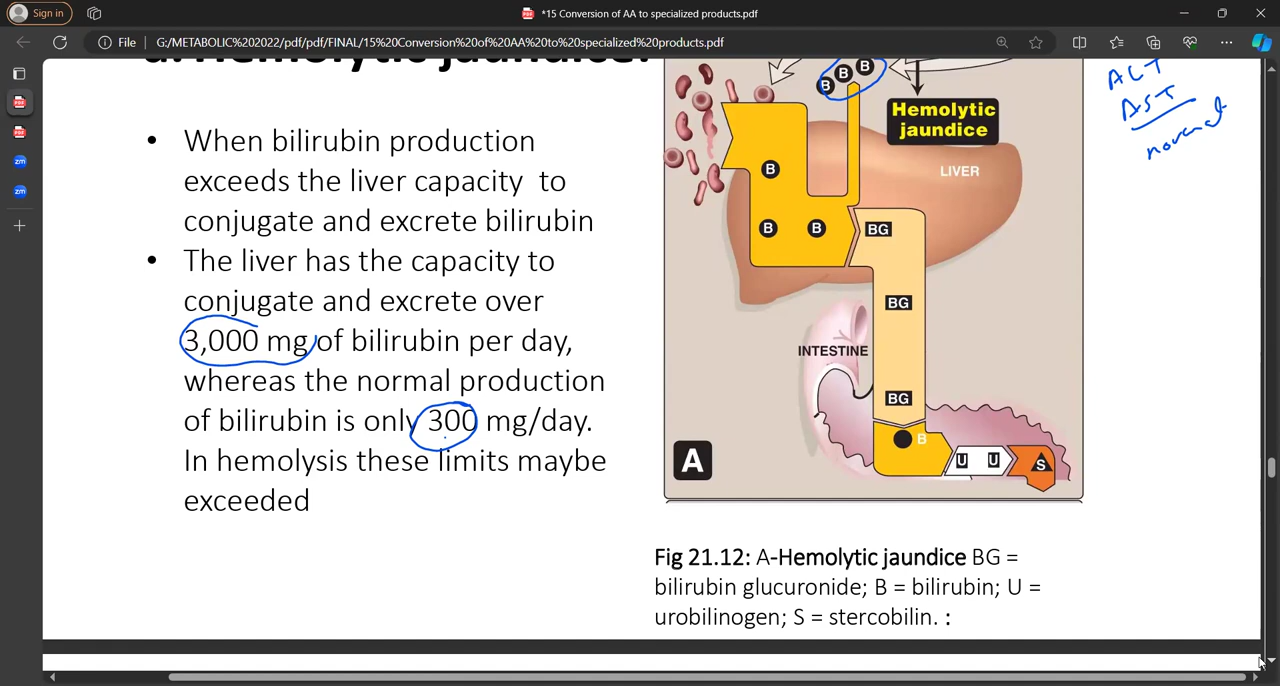 Sign in
*15 Conversion of AA to specialized products.pdf
File
G:/METABOLIC%202022/pdf/pdf/FINAL/15%20Conversion%20of%20AA%20to%20specialized%20products.pdf
a. Hemolytic jaundice:
• When bilirubin production
exceeds the liver capacity to
conjugate and excrete bilirubin
• The liver has the capacity to
conjugate and excrete over
3,000 mg of bilirubin per day,
whereas the normal production
of bilirubin is only 300 mg/day.
In hemolysis these limits maybe
exceeded
B B B
Hemolytic
jaundice
LIVER
B
B B
BG
BG
INTESTINE
BG
B
U U S
A
ALT
AST
normal
Fig 21.12: A-Hemolytic jaundice BG =
bilirubin glucuronide; B = bilirubin; U =
urobilinogen; S = stercobilin. :
zm
zm